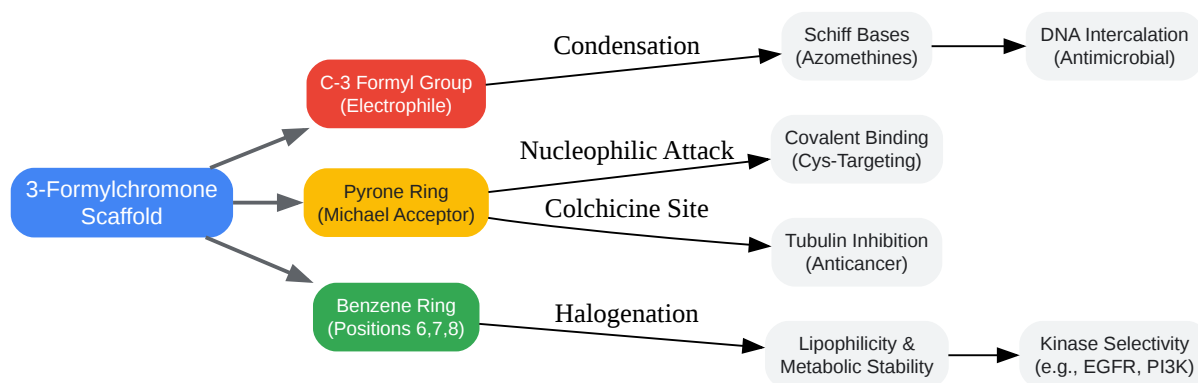 3-Formylchromone
Scaffold
C-3 Formyl Group
(Electrophile)
Condensation
Schiff Bases
(Azomethines)
DNA Intercalation
(Antimicrobial)
Pyrone Ring
(Michael Acceptor)
Nucleophilic Attack
Covalent Binding
(Cys-Targeting)
Colchicine Site
Tubulin Inhibition
(Anticancer)
Benzene Ring
(Positions 6,7,8)
Halogenation
Lipophilicity &
Metabolic Stability
Kinase Selectivity
(e.g., EGFR, PI3K)